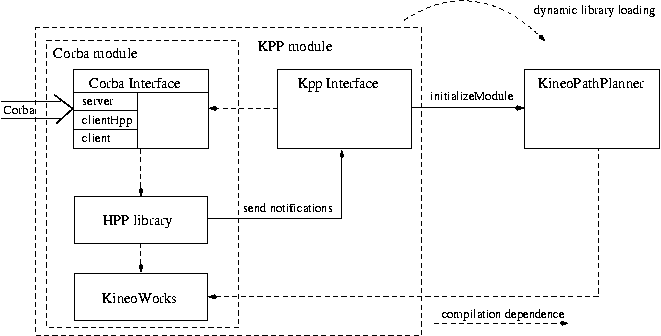 dynamic library loading
KPP module
Corba module
Corba Interface
Kpp Interface
KineoPathPlanner
server
initializeModule
Corba
clientHpp
client
HPP library
send notifications
KineoWorks
compilation dependence